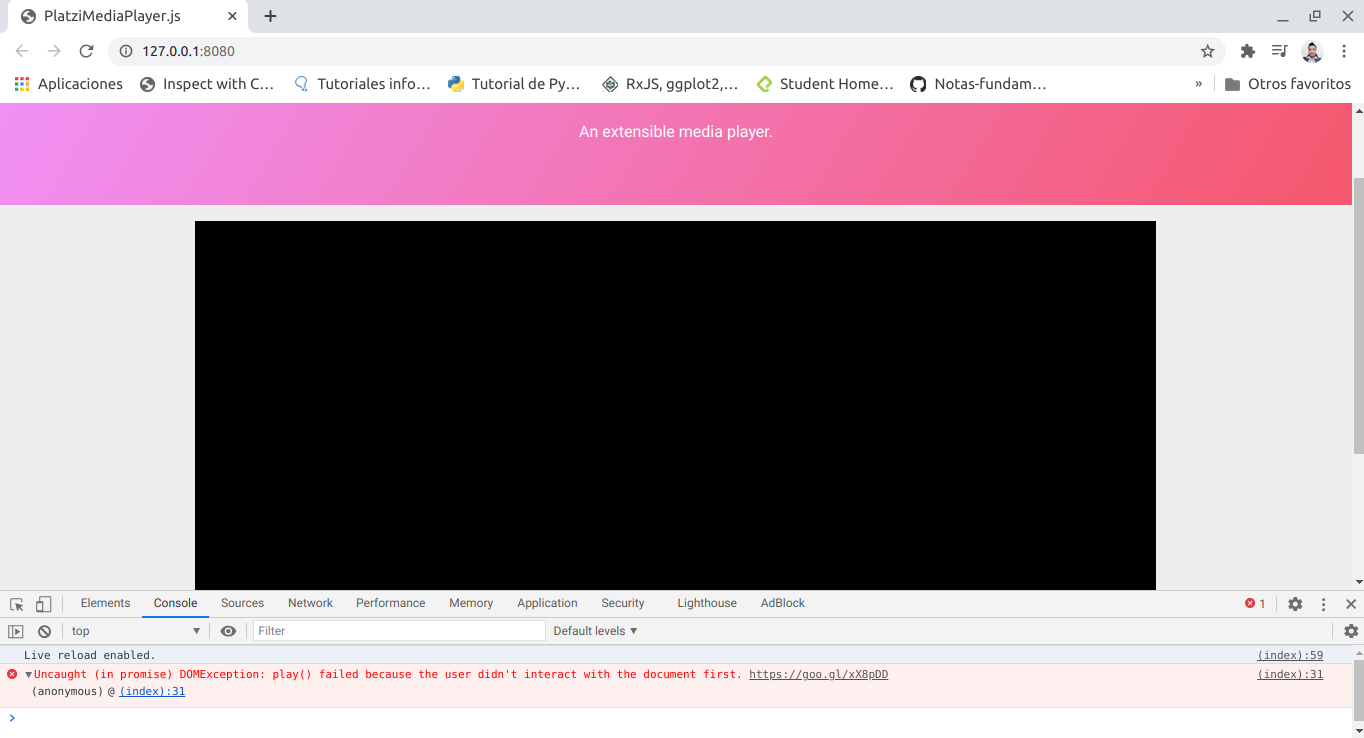 PlatziMediaPlayer.js
127.0.0.1:8080
Aplicaciones Inspect with C… Tutoriales info… Tutorial de Py… RxJS, ggplot2,… Student Home… Notas-fundam… » Otros favoritos
An extensible media player.
Elements Console Sources Network Performance Memory Application Security Lighthouse AdBlock 1
top Filter Default levels
Live reload enabled. (index):59
Uncaught (in promise) DOMException: play() failed because the user didn't interact with the document first. https://goo.gl/xX8pDD (index):31
(anonymous) @ (index):31